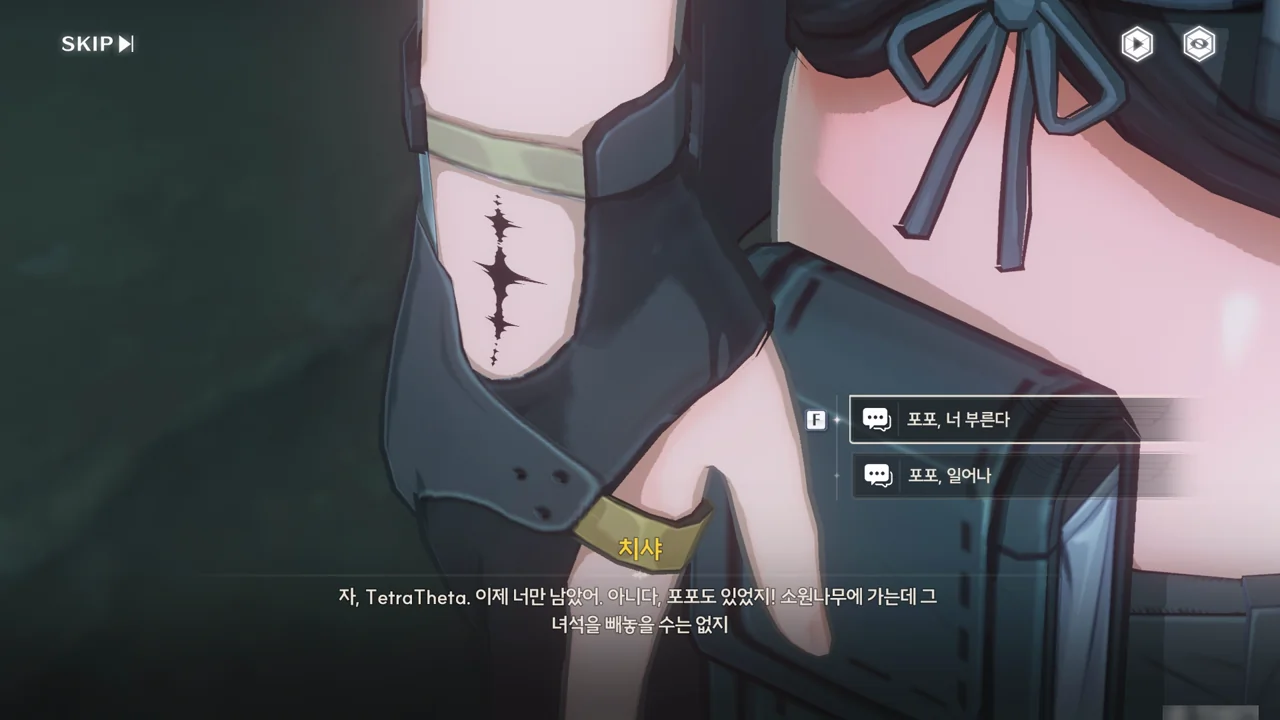 SKIP
F
포포, 너 부른다
포포, 일어나
치샤
자, TetraTheta. 이제 너만 남았어. 아니다, 포포도 있었지! 소원나무에 가는데 그
녀석을 빼놓을 수는 없지